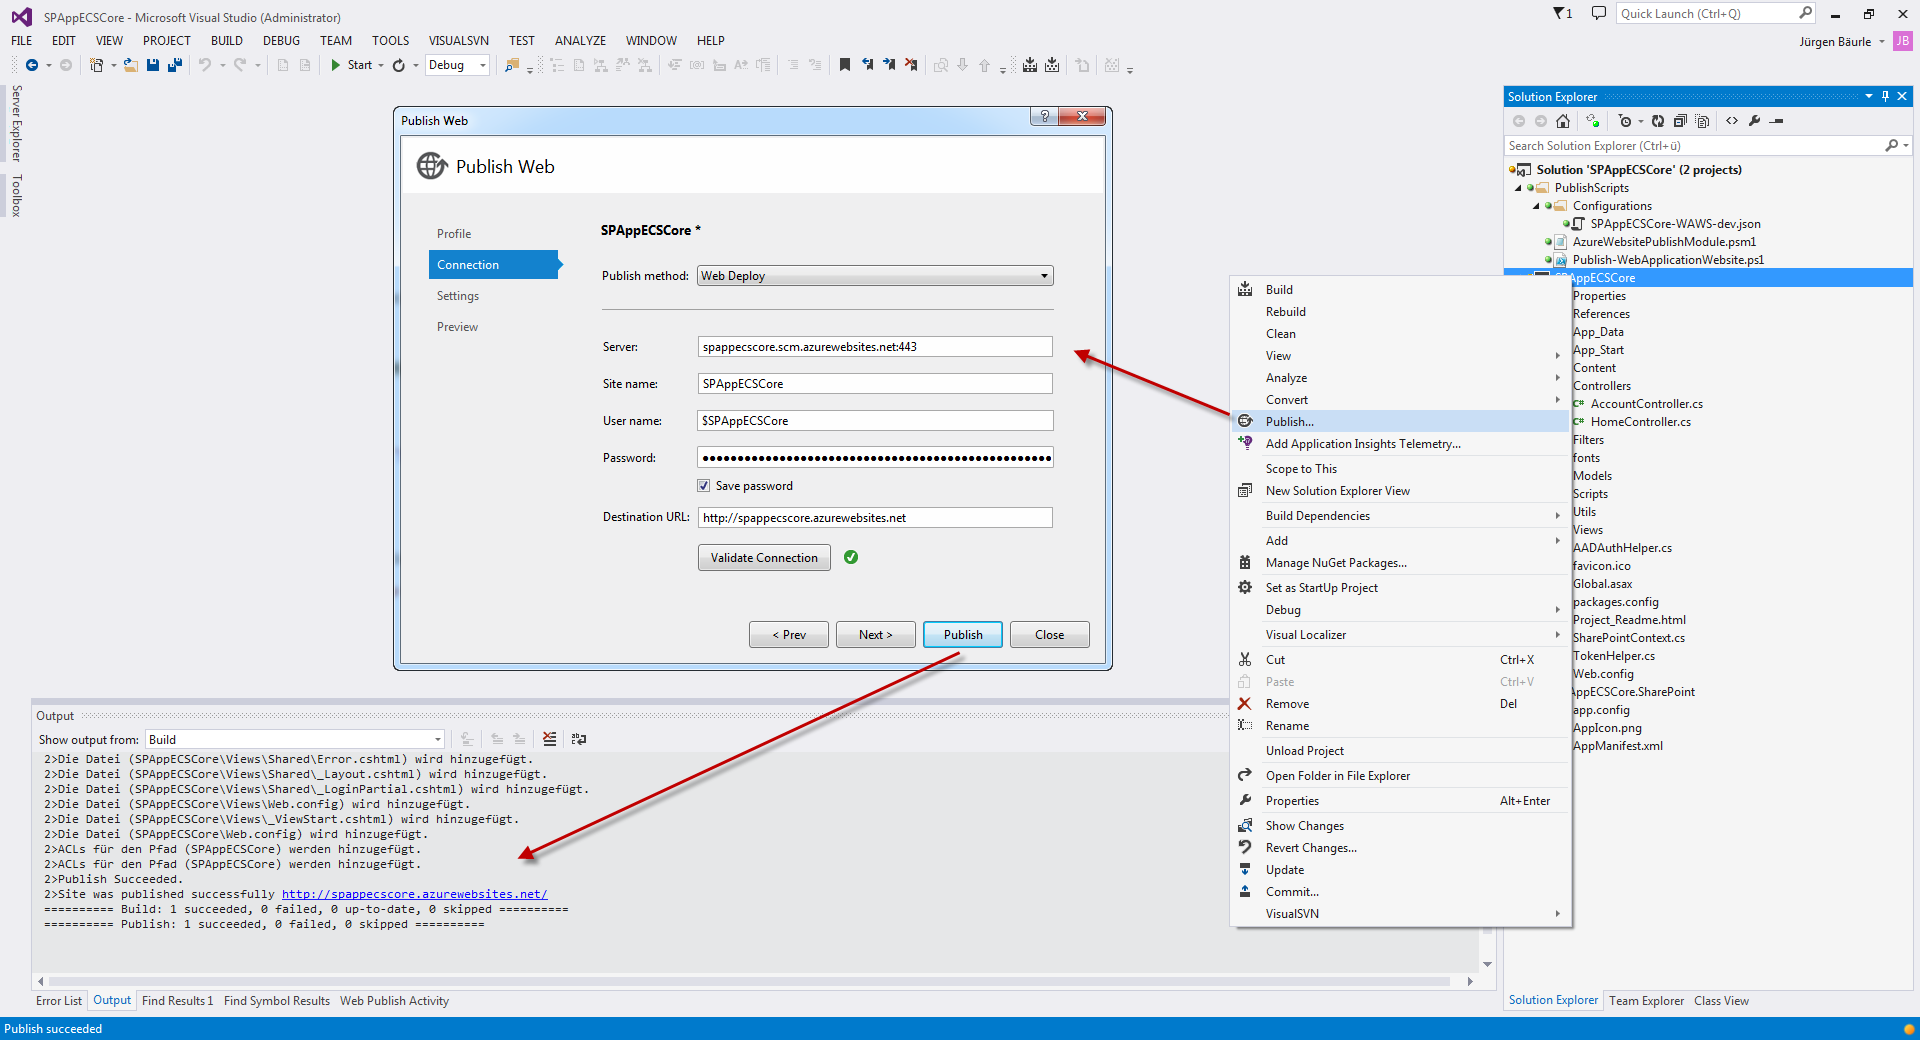 SPAppECSCore - Microsoft Visual Studio (Administrator)
1
Quick Launch (Ctrl+Q)
FILE EDIT VIEW PROJECT BUILD DEBUG TEAM TOOLS VISUALSVN TEST ANALYZE WINDOW HELP
Jürgen Bäurle JB
Start Debug
Server Explorer
Toolbox
Publish Web
Publish Web
Profile
Connection
Settings
Preview
SPAppECSCore *
Publish method: Web Deploy
Server: spappecscore.scm.azurewebsites.net:443
Site name: SPAppECSCore
User name: $SPAppECSCore
Password: ●●●●●●●●●●●●●●●●●●●●●●●●●●●●●●●●●●●●●●●●●●●●●●●●●●
Save password
Destination URL: http://spappecscore.azurewebsites.net
Validate Connection
< Prev Next > Publish Close
Build
Rebuild
Clean
View
Analyze
Convert
Publish...
Add Application Insights Telemetry...
Scope to This
New Solution Explorer View
Build Dependencies
Add
Manage NuGet Packages...
Set as StartUp Project
Debug
Visual Localizer
Cut Ctrl+X
Paste Ctrl+V
Remove Del
Rename
Unload Project
Open Folder in File Explorer
Properties Alt+Enter
Show Changes
Revert Changes...
Update
Commit...
VisualSVN
Solution Explorer
Search Solution Explorer (Ctrl+ü)
Solution 'SPAppECSCore' (2 projects)
PublishScripts
Configurations
SPAppECSCore-WAWS-dev.json
AzureWebsitePublishModule.psm1
Publish-WebApplicationWebsite.ps1
SPAppECSCore
Properties
References
App_Data
App_Start
Content
Controllers
C# AccountController.cs
C# HomeController.cs
Filters
fonts
Models
Scripts
Utils
Views
AADAuthHelper.cs
favicon.ico
Global.asax
packages.config
Project_Readme.html
SharePointContext.cs
TokenHelper.cs
Web.config
ppECSCore.SharePoint
app.config
AppIcon.png
AppManifest.xml
Solution Explorer Team Explorer Class View
Output
Show output from: Build
2>Die Datei (SPAppECSCore\Views\Shared\Error.cshtml) wird hinzugefügt.
2>Die Datei (SPAppECSCore\Views\Shared\_Layout.cshtml) wird hinzugefügt.
2>Die Datei (SPAppECSCore\Views\Shared\_LoginPartial.cshtml) wird hinzugefügt.
2>Die Datei (SPAppECSCore\Views\Web.config) wird hinzugefügt.
2>Die Datei (SPAppECSCore\Views\_ViewStart.cshtml) wird hinzugefügt.
2>Die Datei (SPAppECSCore\Web.config) wird hinzugefügt.
2>ACLs für den Pfad (SPAppECSCore) werden hinzugefügt.
2>ACLs für den Pfad (SPAppECSCore) werden hinzugefügt.
2>Publish Succeeded.
2>Site was published successfully http://spappecscore.azurewebsites.net/
========== Build: 1 succeeded, 0 failed, 0 up-to-date, 0 skipped ==========
========== Publish: 1 succeeded, 0 failed, 0 skipped ==========
Error List Output Find Results 1 Find Symbol Results Web Publish Activity
Publish succeeded